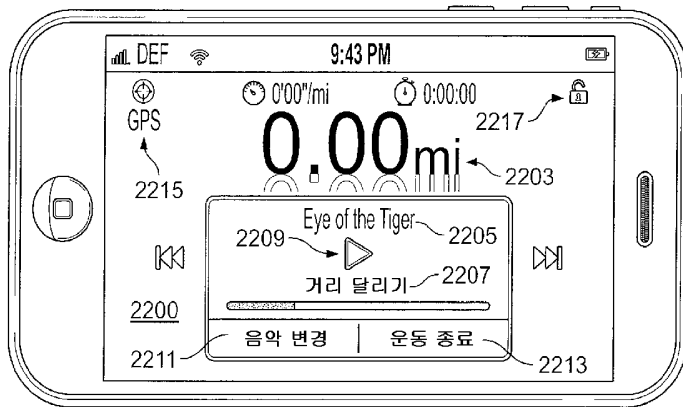 DEF 9:43 PM
GPS 0'00"/mi 0:00:00
2215 2217
0.00mi 2203
Eye of the Tiger 2205
2209
거리 달리기 2207
2200
음악 변경 운동 종료
2211 2213